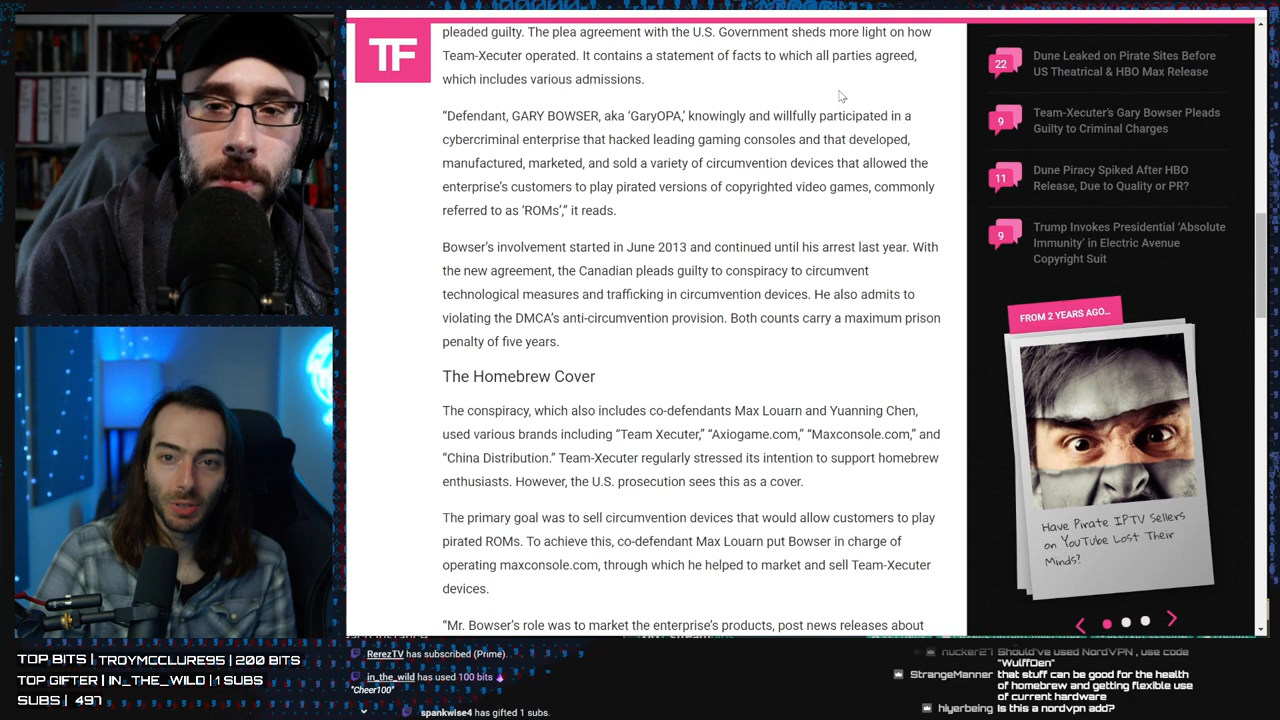 TF
pleaded guilty. The plea agreement with the U.S. Government sheds more light on how
Team-Xecuter operated. It contains a statement of facts to which all parties agreed,
which includes various admissions.
“Defendant, GARY BOWSER, aka ‘GaryOPA,’ knowingly and willfully participated in a
cybercriminal enterprise that hacked leading gaming consoles and that developed,
manufactured, marketed, and sold a variety of circumvention devices that allowed the
enterprise’s customers to play pirated versions of copyrighted video games, commonly
referred to as ‘ROMs’,” it reads.
Bowser’s involvement started in June 2013 and continued until his arrest last year. With
the new agreement, the Canadian pleads guilty to conspiracy to circumvent
technological measures and trafficking in circumvention devices. He also admits to
violating the DMCA’s anti-circumvention provision. Both counts carry a maximum prison
penalty of five years.
The Homebrew Cover
The conspiracy, which also includes co-defendants Max Louarn and Yuanning Chen,
used various brands including “Team Xecuter,” “Axiogame.com,” “Maxconsole.com,” and
“China Distribution.” Team-Xecuter regularly stressed its intention to support homebrew
enthusiasts. However, the U.S. prosecution sees this as a cover.
The primary goal was to sell circumvention devices that would allow customers to play
pirated ROMs. To achieve this, co-defendant Max Louarn put Bowser in charge of
operating maxconsole.com, through which he helped to market and sell Team-Xecuter
devices.
“Mr. Bowser’s role was to market the enterprise’s products, post news releases about
22
Dune Leaked on Pirate Sites Before
US Theatrical & HBO Max Release
9
Team-Xecuter’s Gary Bowser Pleads
Guilty to Criminal Charges
11
Dune Piracy Spiked After HBO
Release, Due to Quality or PR?
9
Trump Invokes Presidential ‘Absolute
Immunity’ in Electric Avenue
Copyright Suit
FROM 2 YEARS AGO…
Have Pirate IPTV Sellers
on YouTube Lost Their
Minds?
TOP BITS | TROYMCCLURE95 | 200 BITS
TOP GIFTER | IN_THE_WILD | 1 SUBS
SUBS | 497
RerezTV has subscribed (Prime).
in_the_wild has used 100 bits
"Cheer100"
spankwise4 has gifted 1 subs.
nucker27 Should've used NordVPN , use code
"WulffDen"
StrangeManner that stuff can be good for the health
of homebrew and getting flexible use
of current hardware
hiyerbeing Is this a nordvpn add?